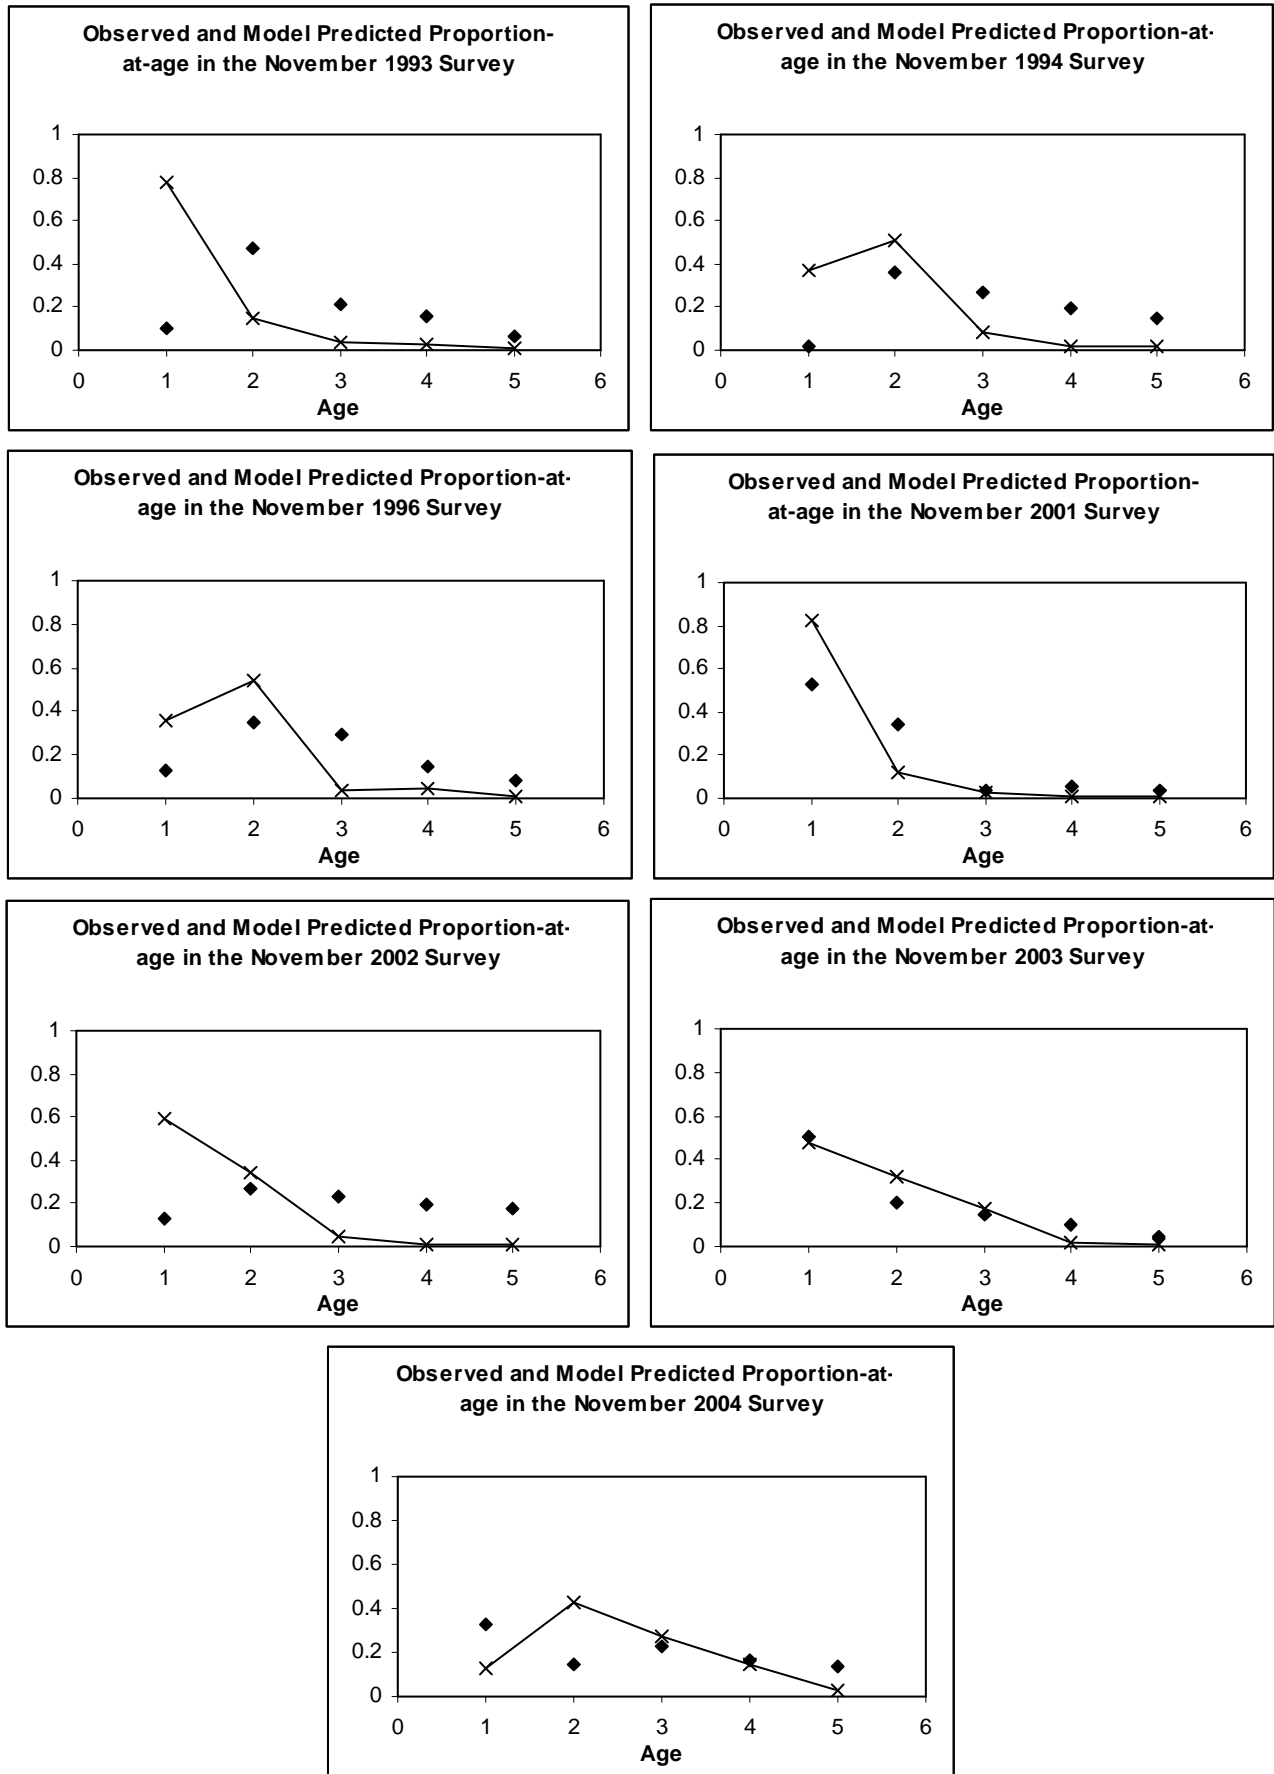 Observed and Model Predicted Proportion-
at-age in the November 1993 Survey
1
0.8
0.6
0.4
0.2
0
0 1 2 3 4 5 6
Age
Observed and Model Predicted Proportion-at-
age in the November 1994 Survey
1
0.8
0.6
0.4
0.2
0
0 1 2 3 4 5 6
Age
Observed and Model Predicted Proportion-at-
age in the November 1996 Survey
1
0.8
0.6
0.4
0.2
0
0 1 2 3 4 5 6
Age
Observed and Model Predicted Proportion-
at-age in the November 2001 Survey
1
0.8
0.6
0.4
0.2
0
0 1 2 3 4 5 6
Age
Observed and Model Predicted Proportion-at-
age in the November 2002 Survey
1
0.8
0.6
0.4
0.2
0
0 1 2 3 4 5 6
Age
Observed and Model Predicted Proportion-at-
age in the November 2003 Survey
1
0.8
0.6
0.4
0.2
0
0 1 2 3 4 5 6
Age
Observed and Model Predicted Proportion-at-
age in the November 2004 Survey
1
0.8
0.6
0.4
0.2
0
0 1 2 3 4 5 6
Age